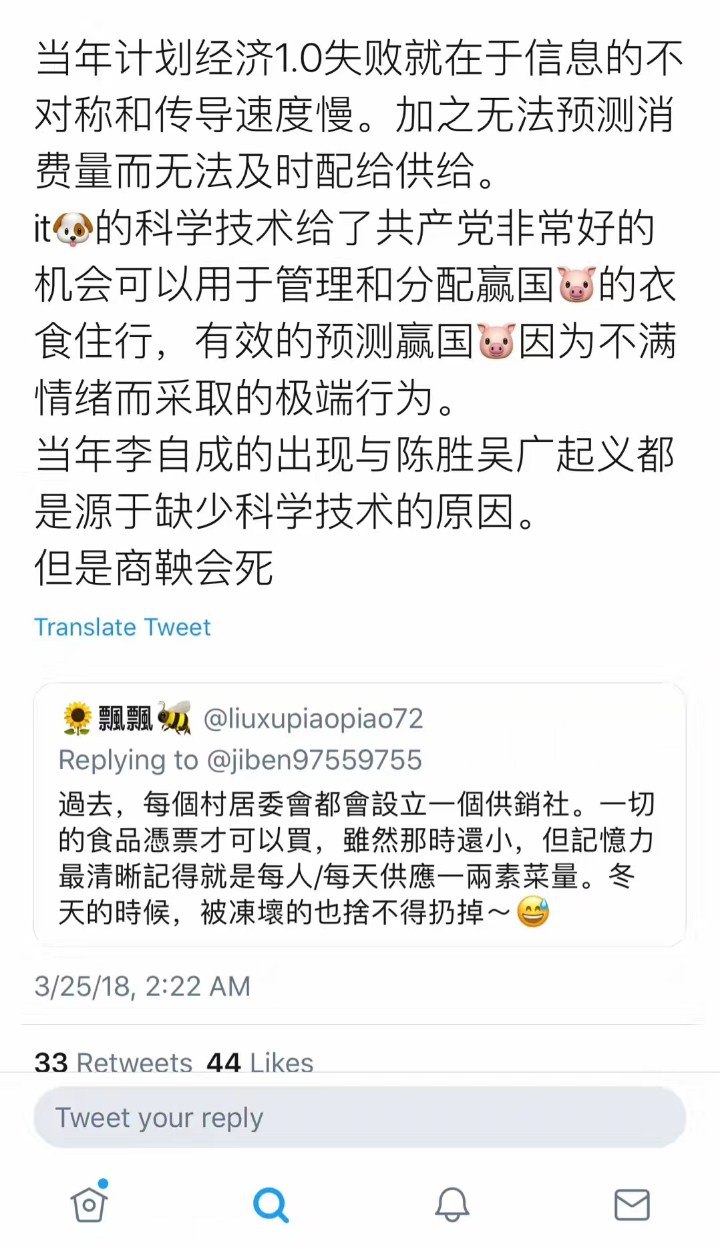 当年计划经济1.0失败就在于信息的不
对称和传导速度慢。加之无法预测消
费量而无法及时配给供给。
it🐶的科学技术给了共产党非常好的
机会可以用于管理和分配赢国🐷的衣
食住行，有效的预测赢国🐷因为不满
情绪而采取的极端行为。
当年李自成的出现与陈胜吴广起义都
是源于缺少科学技术的原因。
但是商鞅会死
Translate Tweet
🌻飄飄🐝 @liuxupiaopiao72
Replying to @jiben97559755
過去，每個村居委會都會設立一個供銷社。一切
的食品憑票才可以買，雖然那時還小，但記憶力
最清晰記得就是每人/每天供應一兩素菜量。冬
天的時候，被凍壞的也捨不得扔掉～😅
3/25/18, 2:22 AM
33 Retweets 44 Likes
Tweet your reply